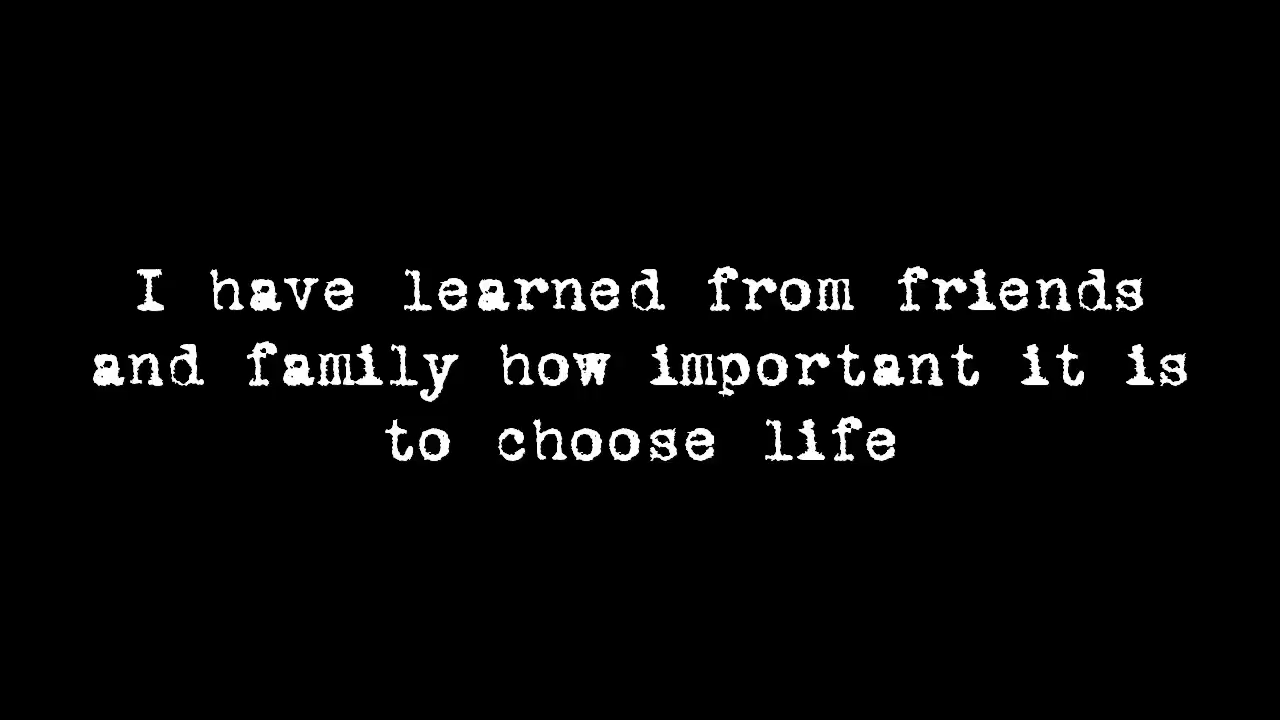 I have learned from friends
and family how important it is
to choose life